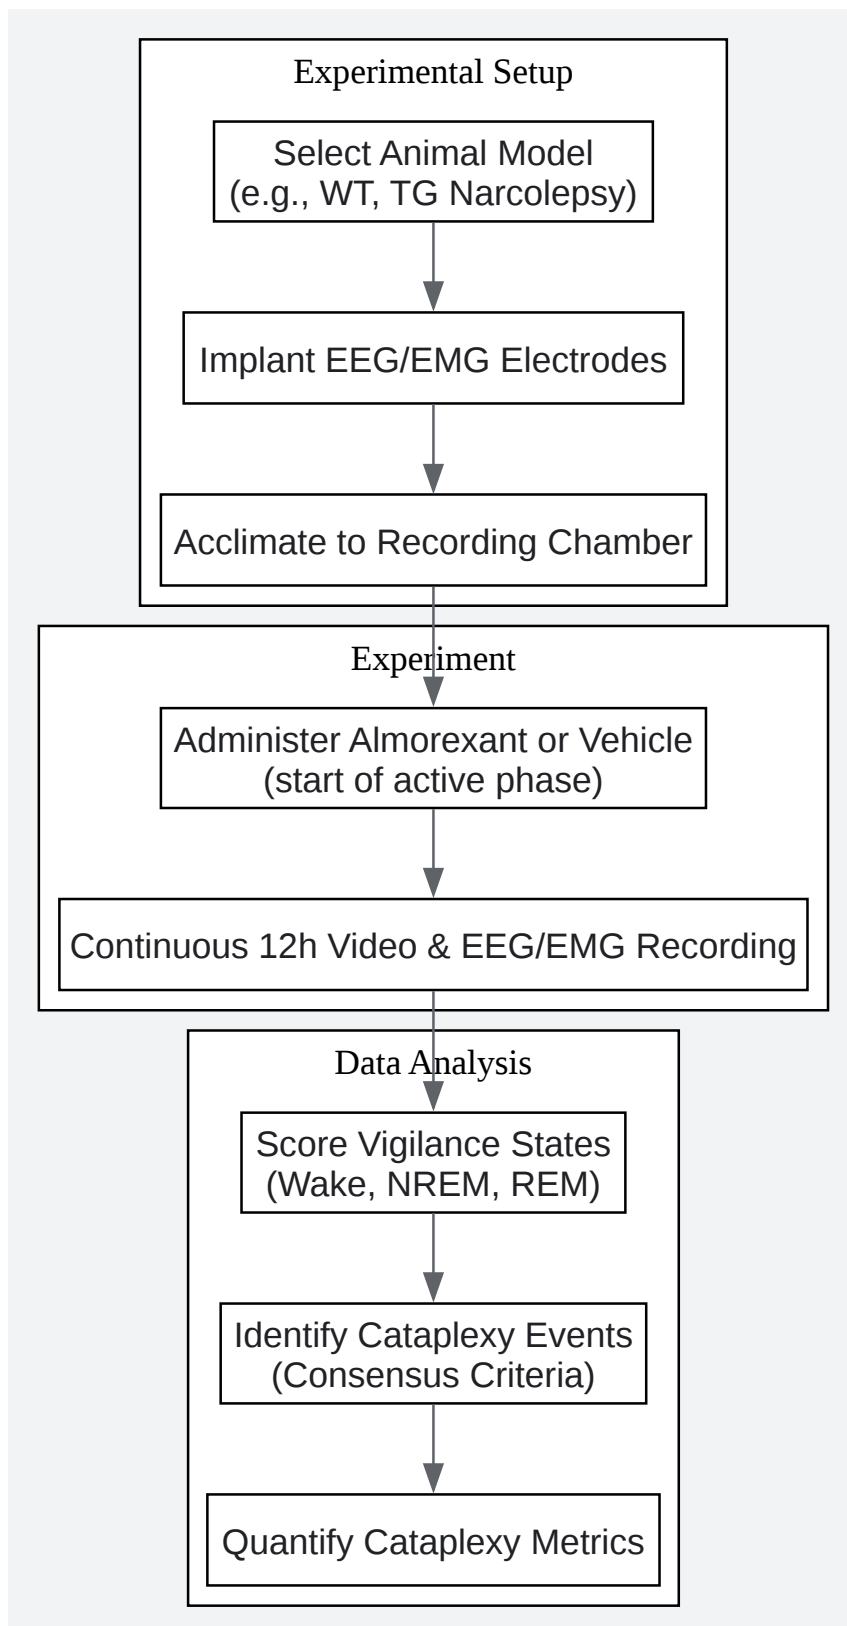 Experimental Setup
Select Animal Model
(e.g., WT, TG Narcolepsy)
Implant EEG/EMG Electrodes
Acclimate to Recording Chamber
Experiment
Administer Almorexant or Vehicle
(start of active phase)
Continuous 12h Video & EEG/EMG Recording
Data Analysis
Score Vigilance States
(Wake, NREM, REM)
Identify Cataplexy Events
(Consensus Criteria)
Quantify Cataplexy Metrics